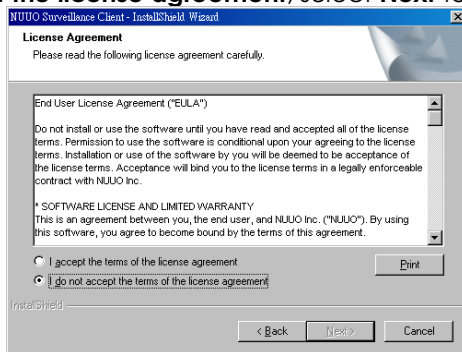 the license agreement, select Next
NUUO Surveillance Client - InstallShield Wizard
License Agreement
Please read the following license agreement carefully.
End User License Agreement ("EULA")
Do not install or use the software until you have read and accepted all of the license
terms. Permission to use the software is conditional upon your agreeing to the license
terms. Installation or use of the software by you will be deemed to be acceptance of
the license terms. Acceptance will bind you to the license terms in a legally enforceable
contract with NUUO Inc.
* SOFTWARE LICENSE AND LIMITED WARRANTY
This is an agreement between you, the end user, and NUUO Inc. ("NUUO"). By using
this software, you agree to become bound by the terms of this agreement.
I accept the terms of the license agreement
Print
I do not accept the terms of the license agreement
InstallShield
< Back Next > Cancel